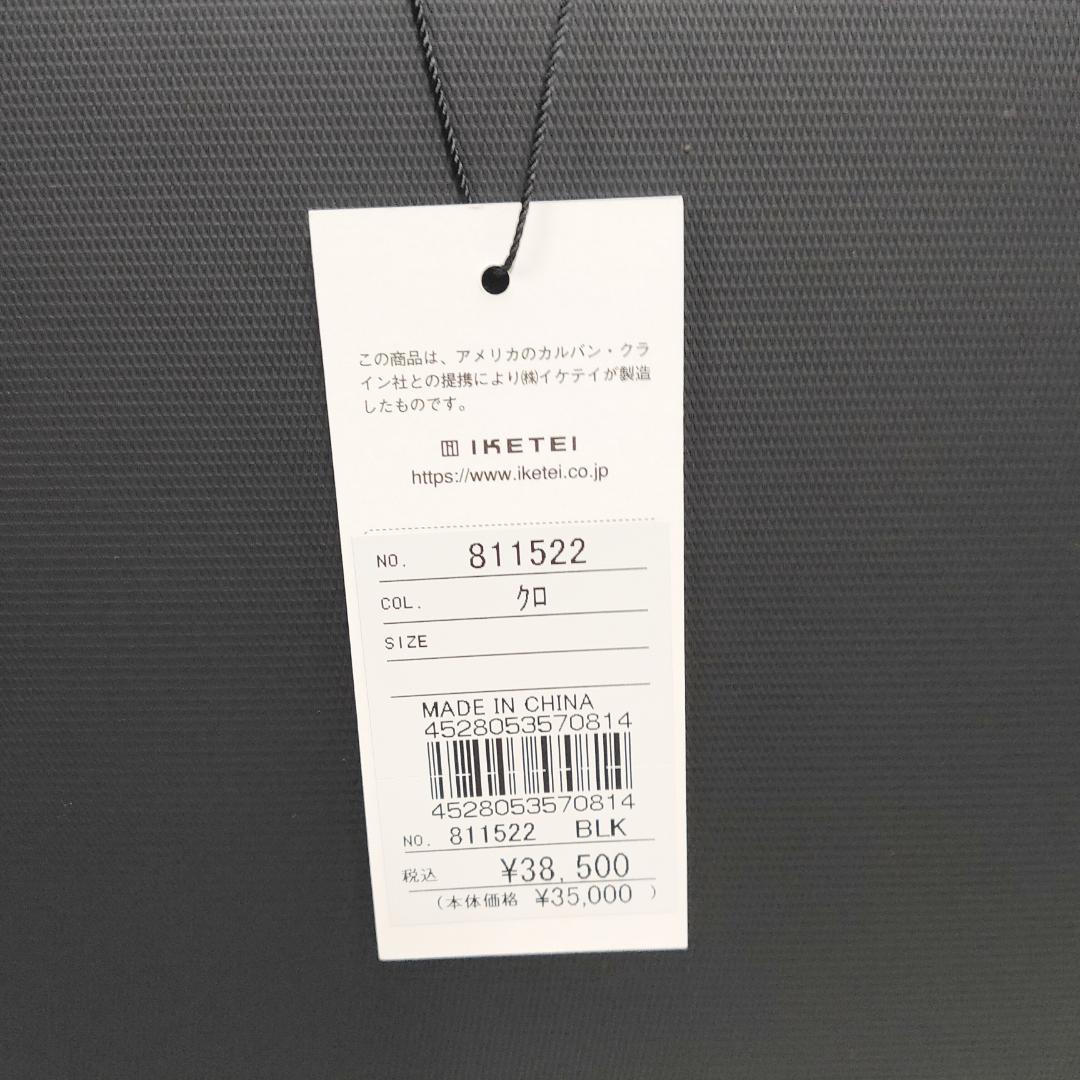 この商品は、アメリカのカルバン・クラ
イン社との提携により㈱イケテイが製造
したものです。
IKETEI
https://www.iketei.co.jp
NO. 811522
COL. クロ
SIZE
MADE IN CHINA
4528053570814
4528053570814
NO. 811522 BLK
税込 ¥38,500
(本体価格 ¥35,000 )